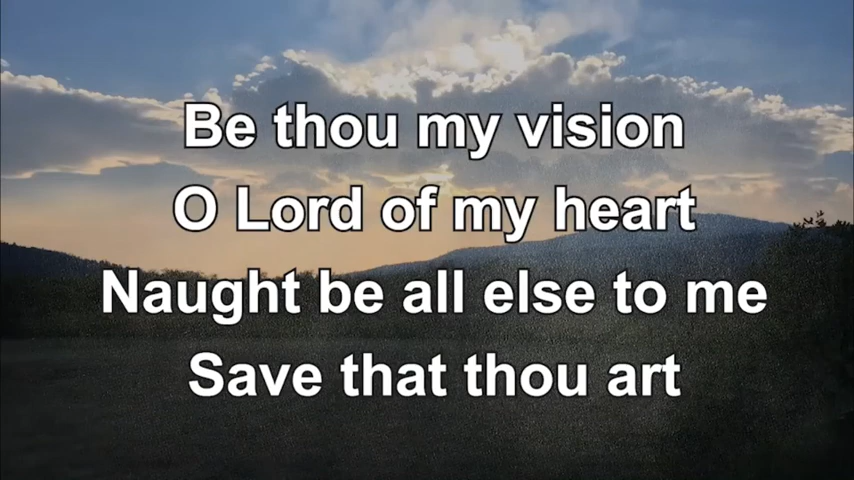 Be thou my vision
O Lord of my heart
Naught be all else to me
Save that thou art